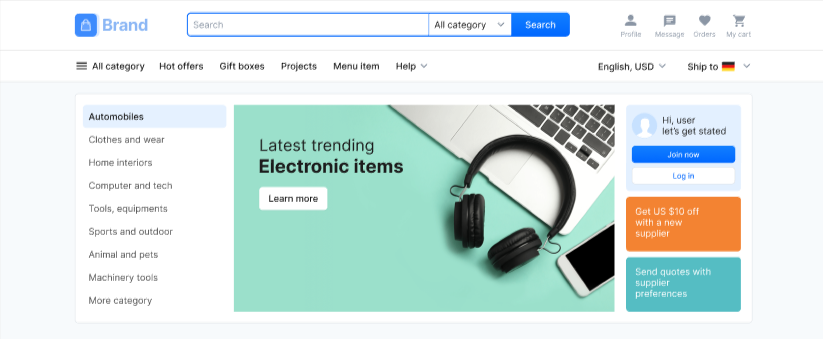 Brand
Search
All category
Search
Profile
Message
Orders
My cart
All category
Hot offers
Gift boxes
Projects
Menu item
Help
English, USD
Ship to
Automobiles
Clothes and wear
Home interiors
Computer and tech
Tools, equipments
Sports and outdoor
Animal and pets
Machinery tools
More category
Latest trending
Electronic items
Learn more
Hi, user
let's get stated
Join now
Log in
Get US $10 off
with a new
supplier
Send quotes with
supplier
preferences